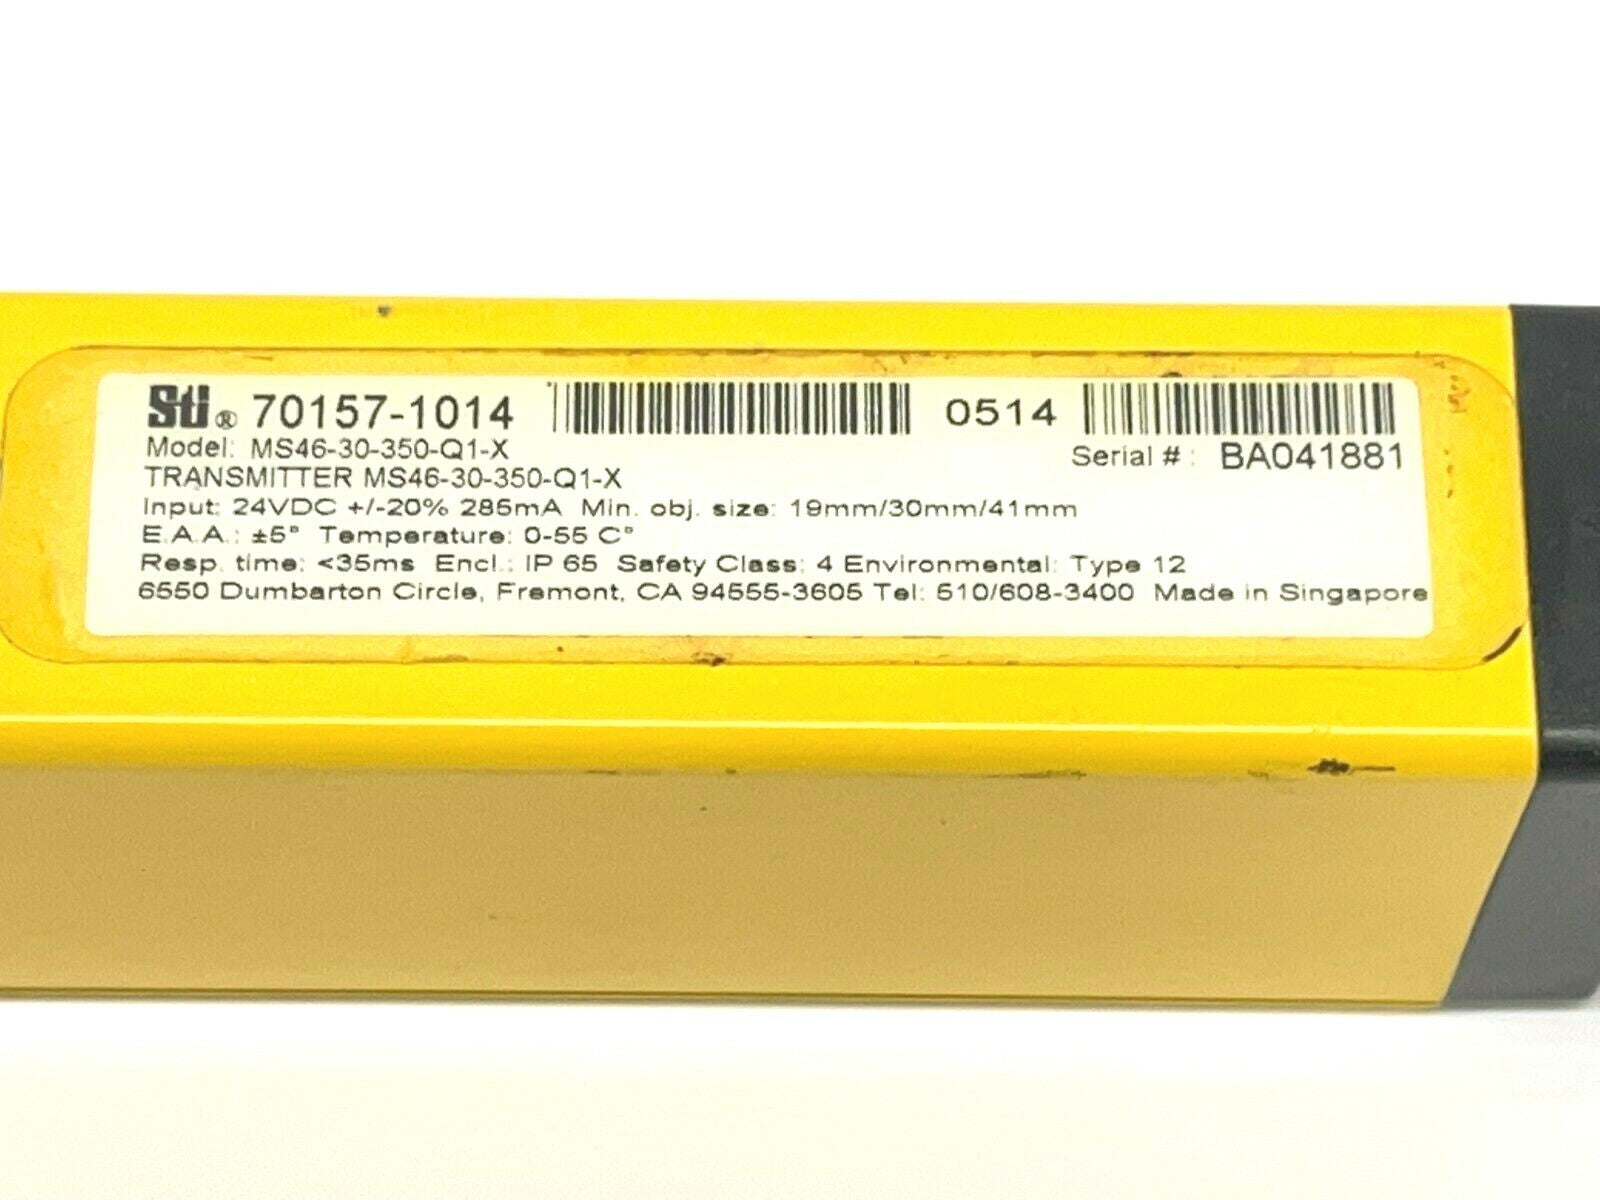 Sti® 70157-1014 0514
Model: MS46-30-350-Q1-X Serial #: BA041881
TRANSMITTER MS46-30-350-Q1-X
Input: 24VDC +/-20% 285mA Min. obj. size: 19mm/30mm/41mm
E.A.A.: ±5° Temperature: 0-55 C°
Resp. time: <35ms Encl.: IP 65 Safety Class: 4 Environmental: Type 12
6550 Dumbarton Circle, Fremont, CA 94555-3605 Tel: 510/608-3400 Made in Singapore